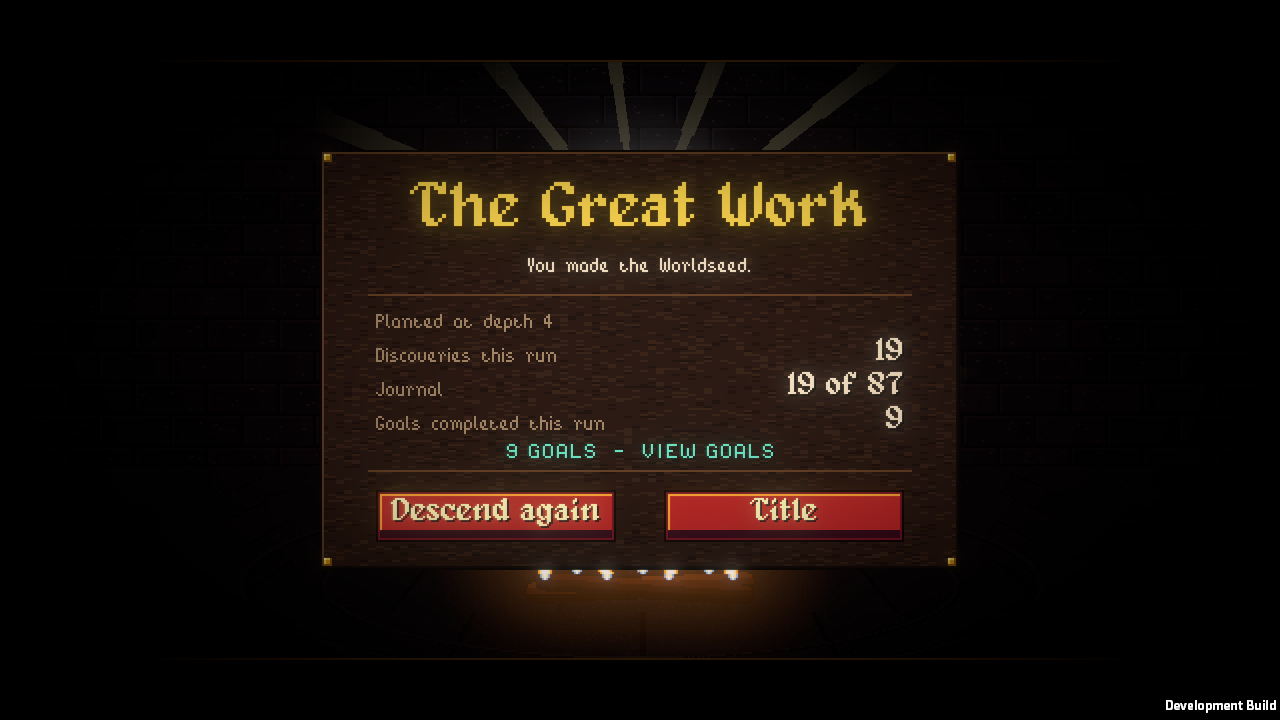 The Great Work
You made the Worldseed.
Planted at depth 4
Discoveries this run 19
Journal 19 of 87
Goals completed this run 9
9 GOALS - VIEW GOALS
Descend again
Title
Development Build